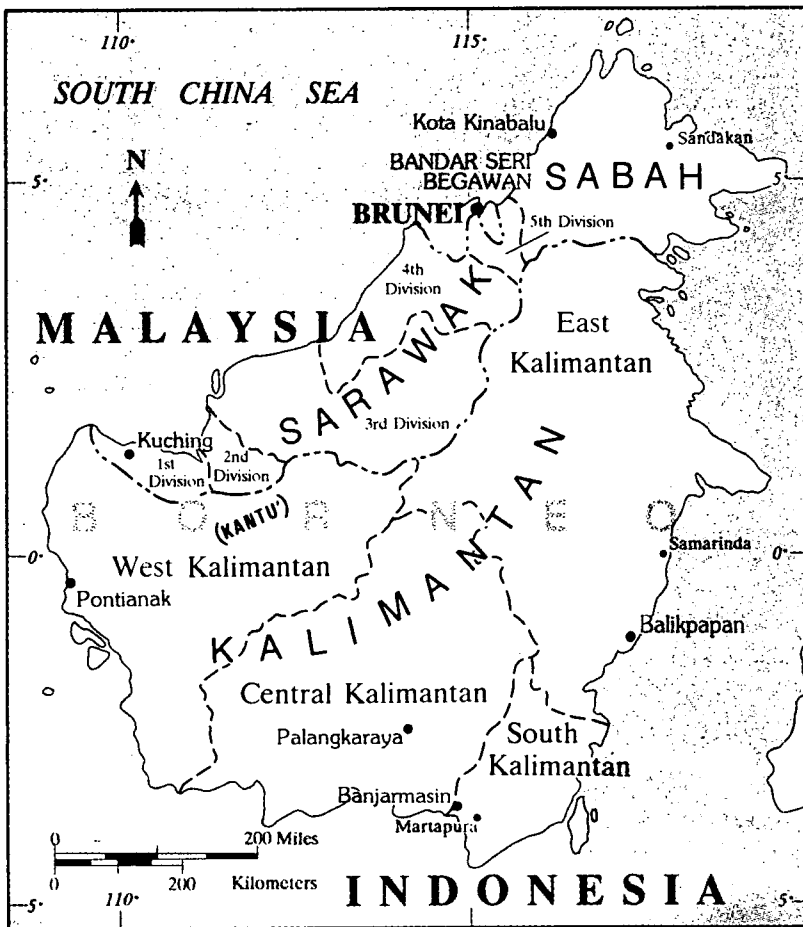 110°
115°
SOUTH CHINA SEA
Kota Kinabalu
Sandakan
N
BANDAR SERI
BEGAWAN
SABAH
5°
5
BRUNEI
5th Division
4th
Division
MALAYSIA
East
Kalimantan
SARAWAK
3rd Division
Kuching
1st
Division
2nd
Division
BORNEO
(KANTU')
0°
0°
West Kalimantan
Samarinda
Pontianak
KALIMANTAN
Balikpapan
Central Kalimantan
Palangkaraya
South
Kalimantan
Banjarmasin
Martapura
0 200 Miles
0 200 Kilometers
INDONESIA
110°
115°
5°
5°